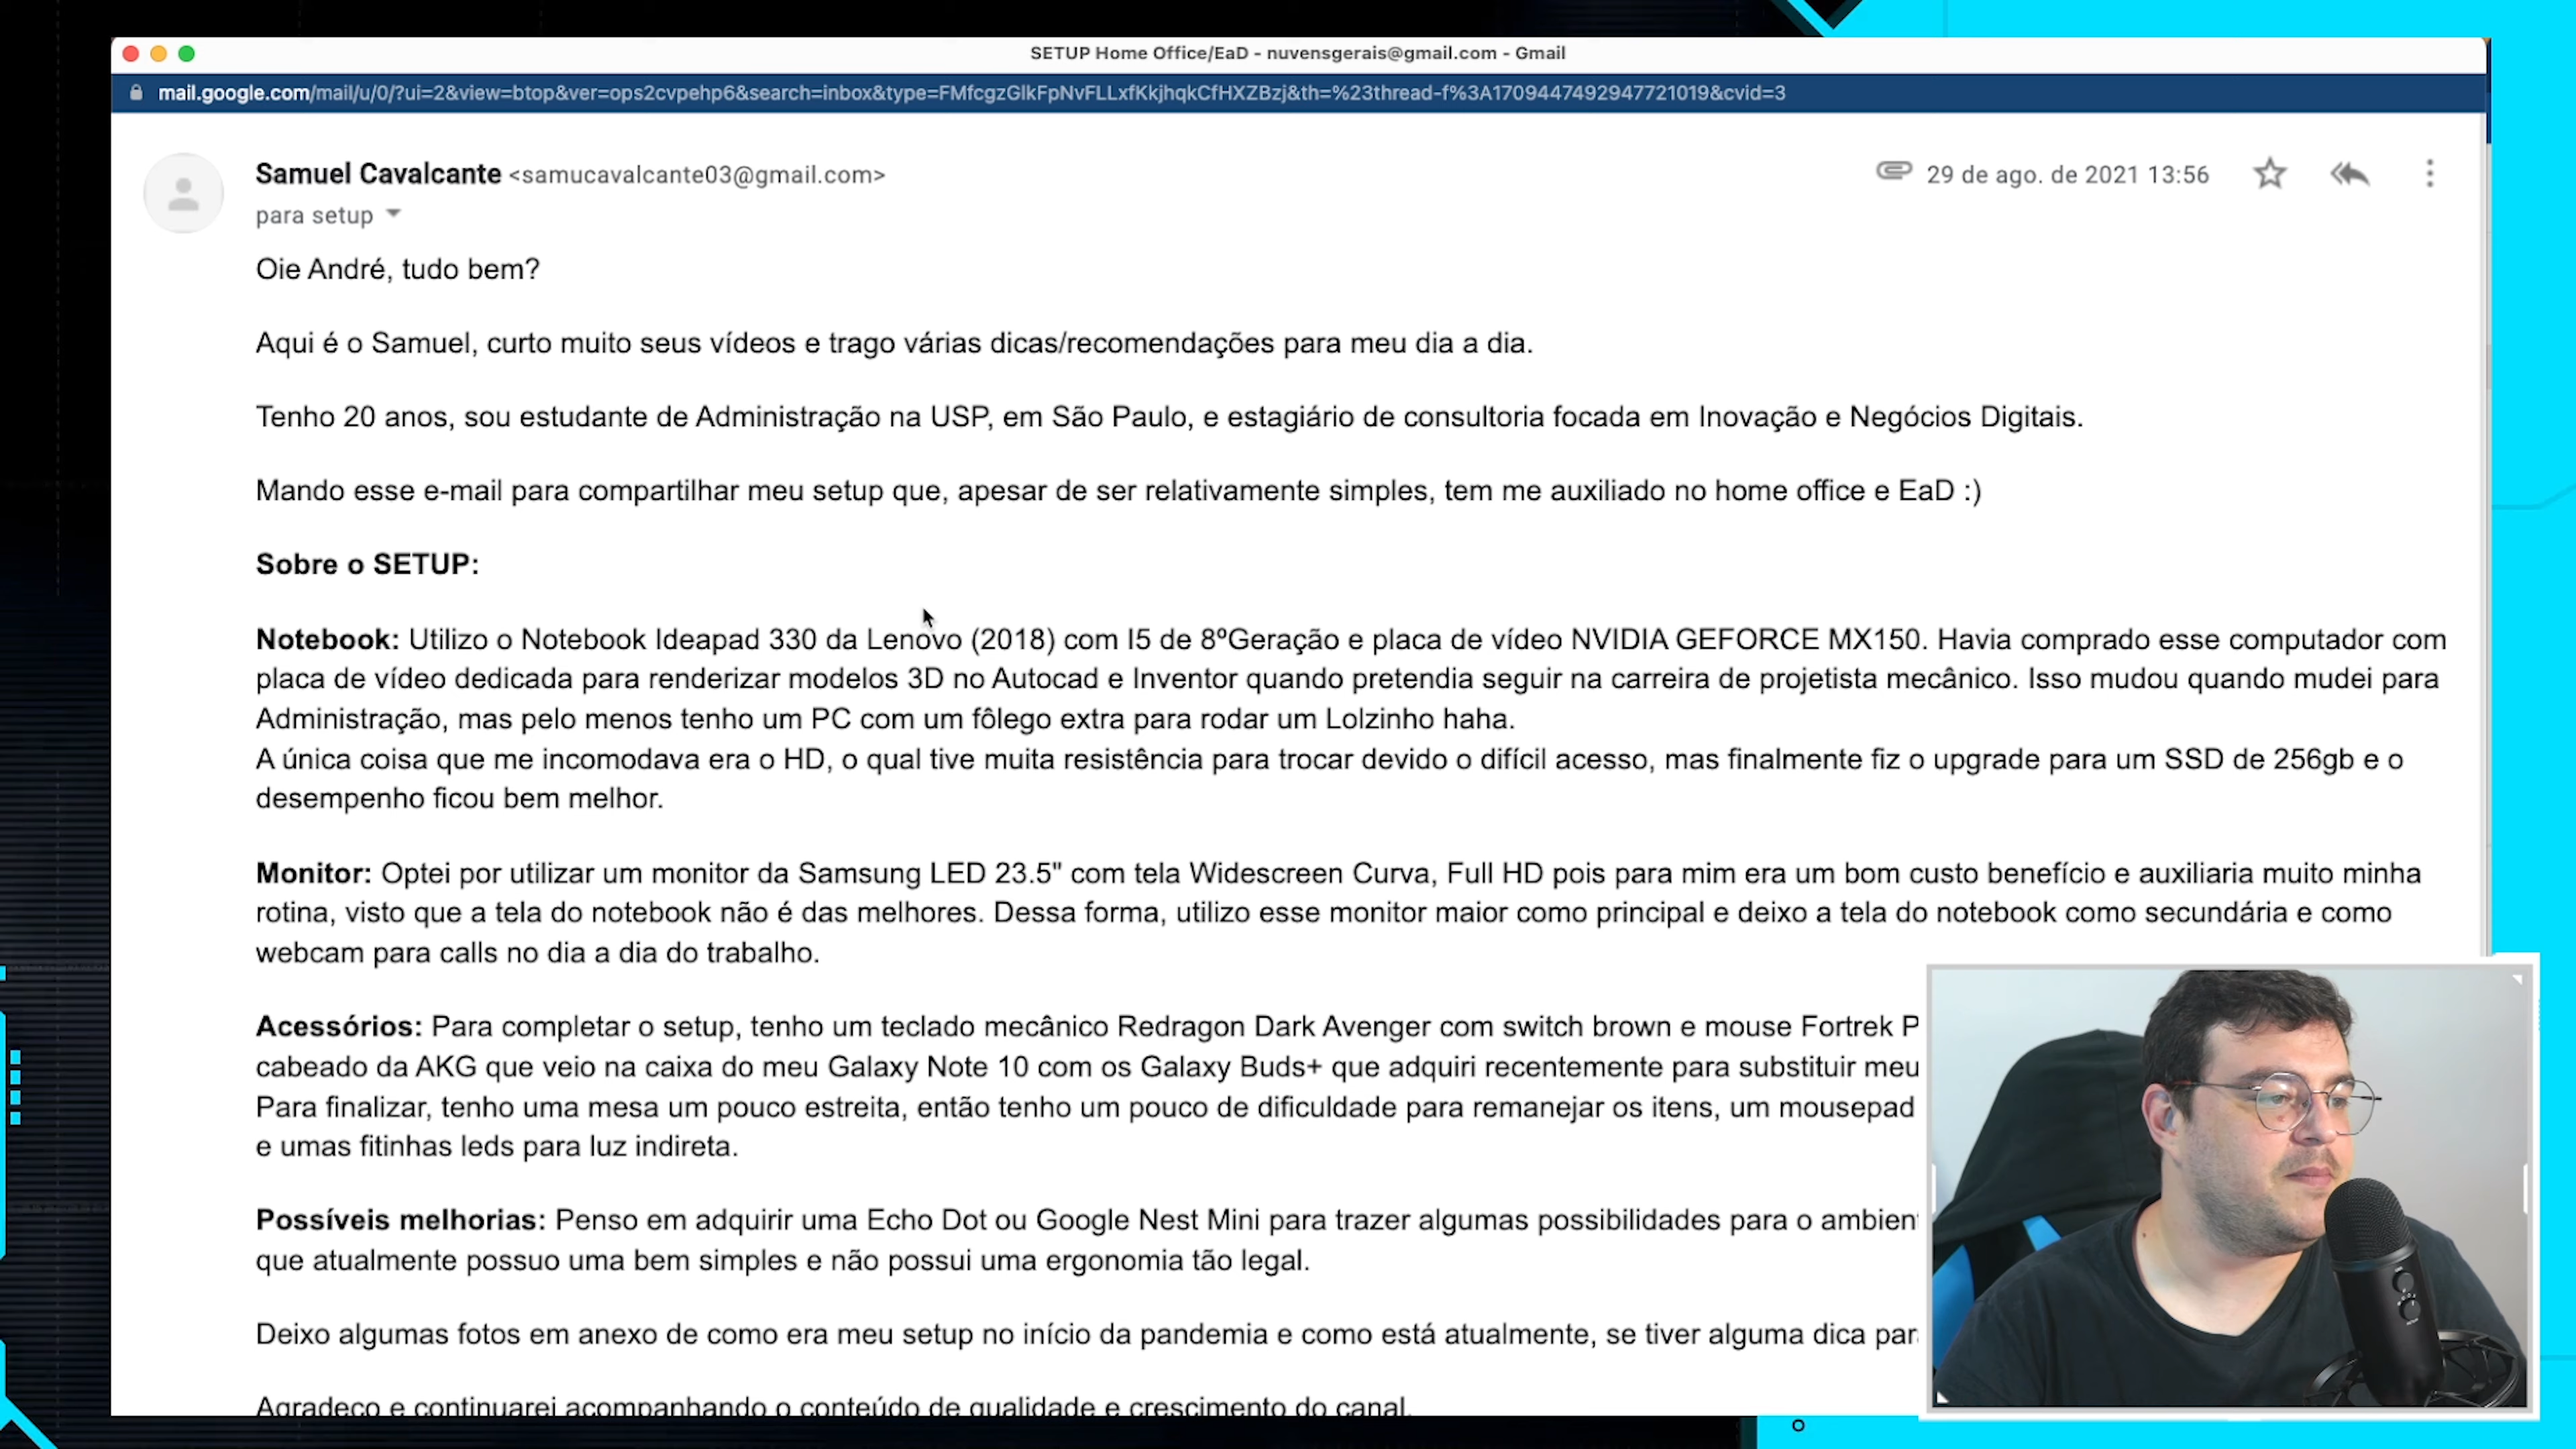 SETUP Home Office/EaD - nuvensgerais@gmail.com - Gmail
mail.google.com/mail/u/0/?ui=2&view=btop&ver=ops2cvpehp6&search=inbox&type=FMfcgzGlkFpNvFLLxfKkjhqkCfHXZBzj&th=%23thread-f%3A1709447492947721019&cvid=3
Samuel Cavalcante <samucavalcante03@gmail.com>
29 de ago. de 2021 13:56
para setup
Oie André, tudo bem?
Aqui é o Samuel, curto muito seus vídeos e trago várias dicas/recomendações para meu dia a dia.
Tenho 20 anos, sou estudante de Administração na USP, em São Paulo, e estagiário de consultoria focada em Inovação e Negócios Digitais.
Mando esse e-mail para compartilhar meu setup que, apesar de ser relativamente simples, tem me auxiliado no home office e EaD :)
Sobre o SETUP:
Notebook: Utilizo o Notebook Ideapad 330 da Lenovo (2018) com I5 de 8ºGeração e placa de vídeo NVIDIA GEFORCE MX150. Havia comprado esse computador com
placa de vídeo dedicada para renderizar modelos 3D no Autocad e Inventor quando pretendia seguir na carreira de projetista mecânico. Isso mudou quando mudei para
Administração, mas pelo menos tenho um PC com um fôlego extra para rodar um Lolzinho haha.
A única coisa que me incomodava era o HD, o qual tive muita resistência para trocar devido o difícil acesso, mas finalmente fiz o upgrade para um SSD de 256gb e o
desempenho ficou bem melhor.
Monitor: Optei por utilizar um monitor da Samsung LED 23.5" com tela Widescreen Curva, Full HD pois para mim era um bom custo benefício e auxiliaria muito minha
rotina, visto que a tela do notebook não é das melhores. Dessa forma, utilizo esse monitor maior como principal e deixo a tela do notebook como secundária e como
webcam para calls no dia a dia do trabalho.
Acessórios: Para completar o setup, tenho um teclado mecânico Redragon Dark Avenger com switch brown e mouse Fortrek P
cabeado da AKG que veio na caixa do meu Galaxy Note 10 com os Galaxy Buds+ que adquiri recentemente para substituir meu
Para finalizar, tenho uma mesa um pouco estreita, então tenho um pouco de dificuldade para remanejar os itens, um mousepad
e umas fitinhas leds para luz indireta.
Possíveis melhorias: Penso em adquirir uma Echo Dot ou Google Nest Mini para trazer algumas possibilidades para o
que atualmente possuo uma bem simples e não possui uma ergonomia tão legal.
Deixo algumas fotos em anexo de como era meu setup no início da pandemia e como está atualmente, se tiver alguma dica
Agradeço e continuarei acompanhando o conteúdo de qualidade e crescimento do canal.